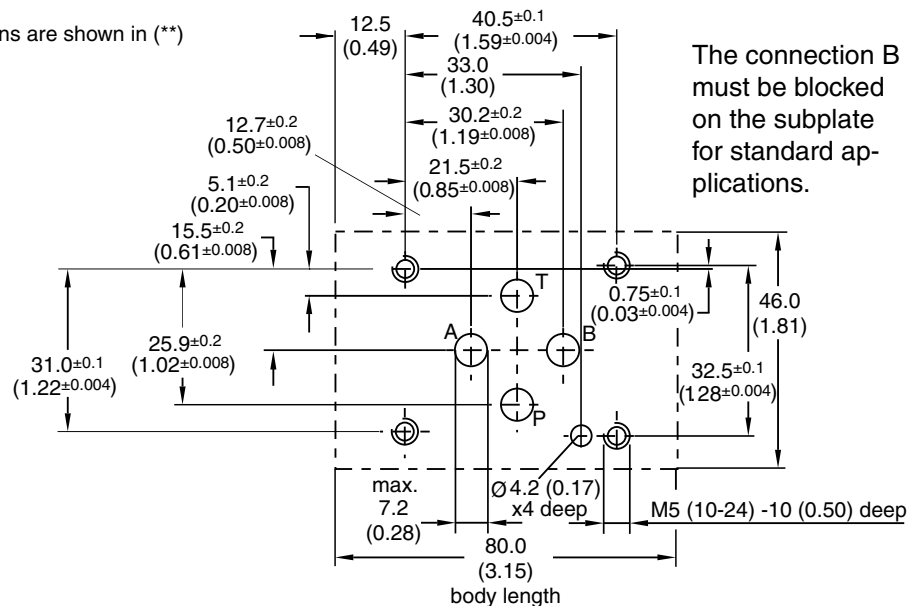 ns are shown in (**)
12.5
(0.49)
40.5±0.1
(1.59±0.004)
33.0
(1.30)
30.2±0.2
(1.19±0.008)
12.7±0.2
(0.50±0.008)
21.5±0.2
(0.85±0.008)
5.1±0.2
(0.20±0.008)
15.5±0.2
(0.61±0.008)
The connection B
must be blocked
on the subplate
for standard ap-
plications.
T
A
B
P
0.75±0.1
(0.03±0.004)
46.0
(1.81)
25.9±0.2
(1.02±0.008)
31.0±0.1
(1.22±0.004)
32.5±0.1
(1.28±0.004)
max.
7.2
(0.28)
Ø 4.2 (0.17)
x4 deep
M5 (10-24) -10 (0.50) deep
80.0
(3.15)
body length